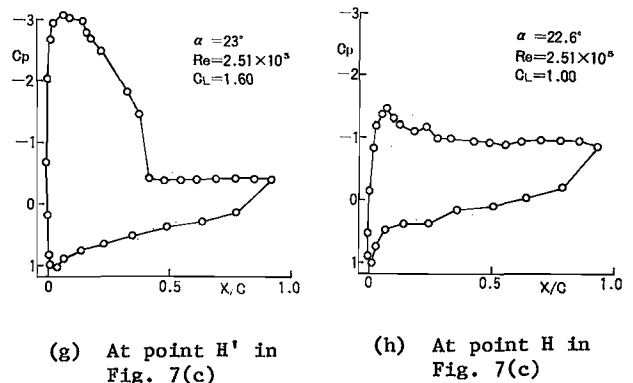 -3
Cp
-2
-1
0
1
α =23°
Re=2.51×10⁵
CL=1.60
0
0.5
X/C
1.0
(g) At point H' in
Fig. 7(c)
-3
Cp
-2
-1
0
1
α =22.6°
Re=2.51×10⁵
CL=1.00
0
0.5
X/C
1.0
(h) At point H in
Fig. 7(c)